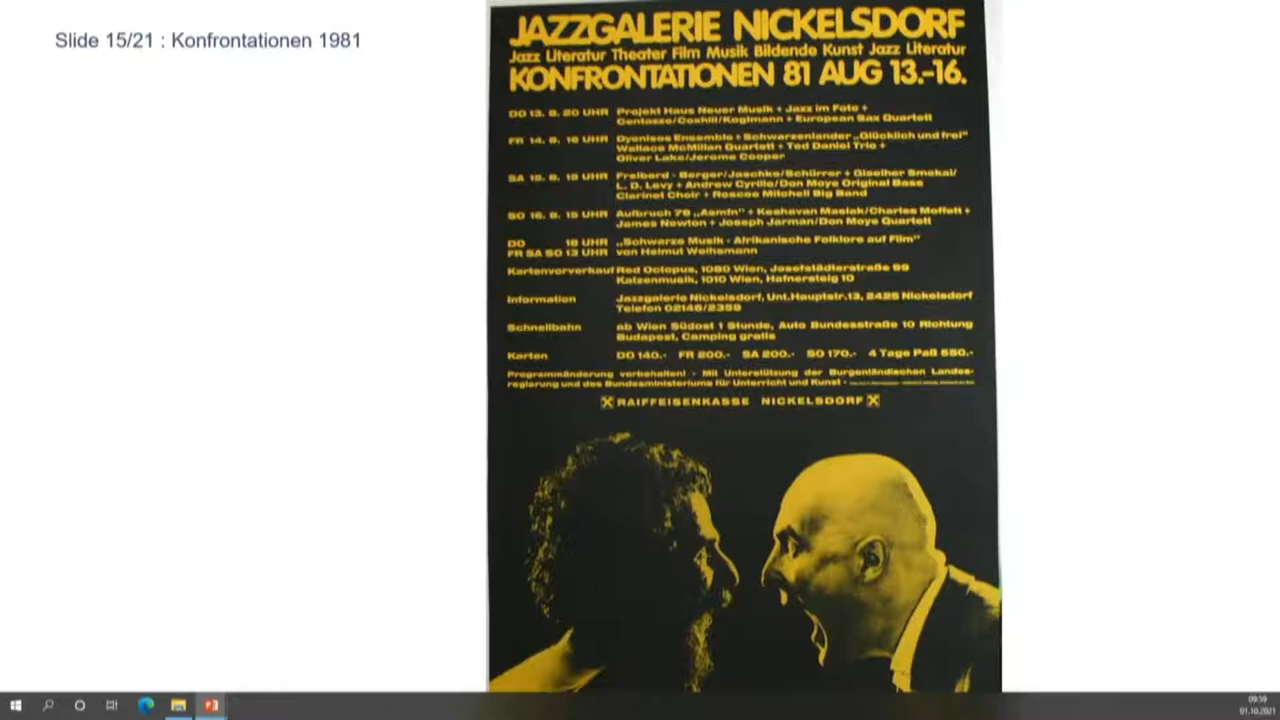 Slide 15/21 : Konfrontationen 1981
JAZZGALERIE NICKELSDORF
Jazz Literatur Theater Film Musik Bildende Kunst Jazz Literatur
KONFRONTATIONEN 81 AUG 13.-16.
DO 13. 8. 20 UHR Projekt Haus Neuer Musik + Jazz im Foto +
Centazzo/Coxhill/Koglmann + European Sax Quartett
FR 14. 8. 16 UHR Dyonisos Ensemble + Schwarzenlander „Glücklich und frei"
Wallace McMillan Quartett + Ted Daniel Trio +
Oliver Lake/Jerome Cooper
SA 15. 8. 15 UHR Freibord - Berger/Jaschke/Schürrer + Giselher Smekal/
L. D. Levy + Andrew Cyrille/Don Moye Original Bass
Clarinet Choir + Roscoe Mitchell Big Band
SO 16. 8. 15 UHR Aufbruch 79 „Asmin" + Keshavan Maslak/Charles Moffett +
James Newton + Joseph Jarman/Don Moye Quartett
DO 18 UHR „Schwarze Musik - Afrikanische Folklore auf Film"
FR SA SO 13 UHR von Helmut Weihsmann
Kartenvorverkauf Red Octopus, 1080 Wien, Josefstädterstraße 99
Katzenmusik, 1010 Wien, Hafnersteig 10
Information Jazzgalerie Nickelsdorf, Unt.Hauptstr.13, 2425 Nickelsdorf
Telefon 02146/2359
Schnellbahn ab Wien Südost 1 Stunde, Auto Bundesstraße 10 Richtung
Budapest, Camping gratis
Karten DO 140.- FR 200.- SA 200.- SO 170.- 4 Tage Paß 550.-
Programmänderung vorbehalten! - Mit Unterstützung der Burgenländischen Landes-
regierung und des Bundesministeriums für Unterricht und Kunst -
RAIFFEISENKASSE NICKELSDORF
09:59
01.10.2021